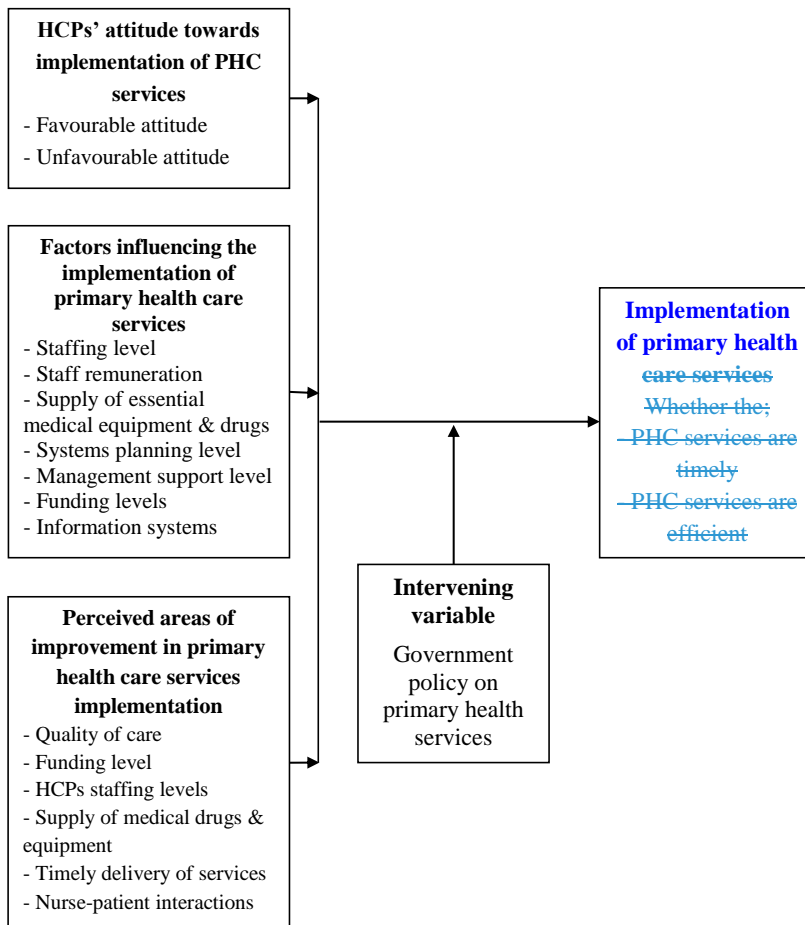 HCPs’ attitude towards
implementation of PHC
services
- Favourable attitude
- Unfavourable attitude
Factors influencing the
implementation of
primary health care
services
- Staffing level
- Staff remuneration
- Supply of essential
medical equipment & drugs
- Systems planning level
- Management support level
- Funding levels
- Information systems
Perceived areas of
improvement in primary
health care services
implementation
- Quality of care
- Funding level
- HCPs staffing levels
- Supply of medical drugs &
equipment
- Timely delivery of services
- Nurse-patient interactions
Intervening
variable
Government
policy on
primary health
services
Implementation
of primary health
care services
Whether the;
- PHC services are
timely
- PHC services are
efficient